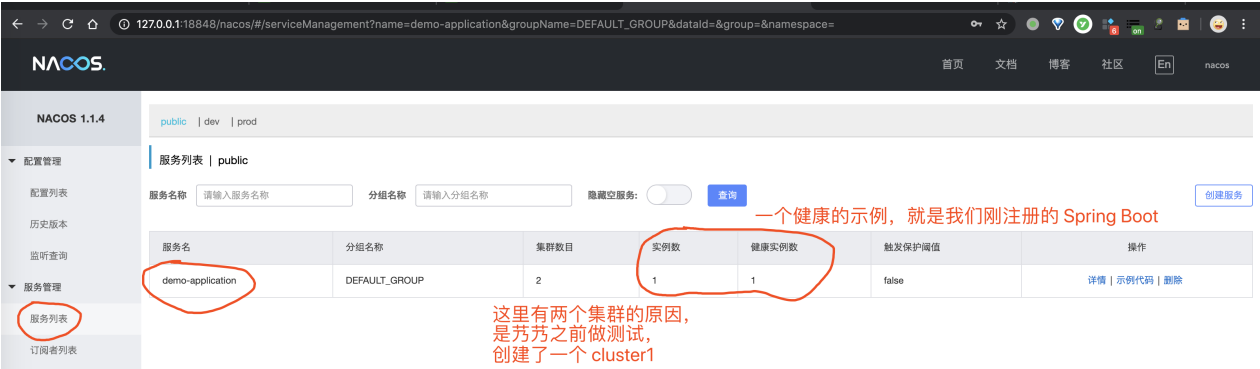 127.0.0.1:18848/nacos/#/serviceManagement?name=demo-application&groupName=DEFAULT_GROUP&dataId=&group=&namespace=
6
on
NACOS.
首页 文档 博客 社区 En nacos
NACOS 1.1.4
public | dev | prod
配置管理
服务列表 | public
配置列表
服务名称 请输入服务名称 分组名称 请输入分组名称 隐藏空服务: 查询 创建服务
历史版本
一个健康的示例，就是我们刚注册的 Spring Boot
监听查询
服务名 分组名称 集群数目 实例数 健康实例数 触发保护阈值 操作
服务管理
demo-application DEFAULT_GROUP 2 1 1 false 详情 | 示例代码 | 删除
服务列表
这里有两个集群的原因，
是艿艿之前做测试，
创建了一个 cluster1
订阅者列表